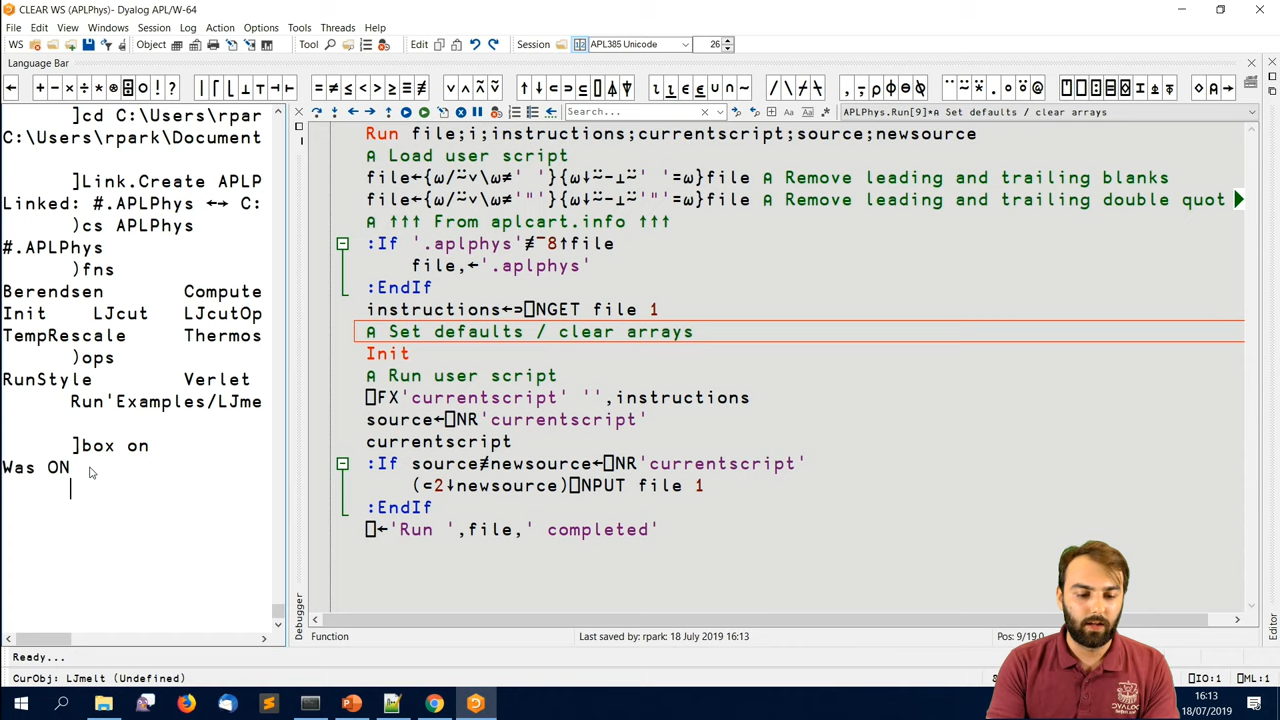 CLEAR WS (APLPhys)- Dyalog APL/W-64
File Edit View Windows Session Log Action Options Tools Threads Help
WS Object Tool Edit Session APL385 Unicode 26
Language Bar
Search... APLPhys.Run[9]*⍝ Set defaults / clear arrays
]cd C:\Users\rpar
C:\Users\rpark\Document
]Link.Create APLP
Linked: #.APLPhys ←→ C:
)cs APLPhys
#.APLPhys
)fns
Berendsen Compute
Init LJcut LJcutOp
TempRescale Thermos
)ops
RunStyle Verlet
Run'Examples/LJme
]box on
Was ON
Run file;i;instructions;currentscript;source;newsource
⍝ Load user script
file←{⍵/⍨∨\⍵≠' '}{⍵↓⍨-⊥⍨' '=⍵}file ⍝ Remove leading and trailing blanks
file←{⍵/⍨∨\⍵≠'"'}{⍵↓⍨-⊥⍨'"'=⍵}file ⍝ Remove leading and trailing double quot
⍝ ↑↑↑ From aplcart.info ↑↑↑
:If '.aplphys'≢¯8↑file
file,←'.aplphys'
:EndIf
instructions←⊃⎕NGET file 1
⍝ Set defaults / clear arrays
Init
⍝ Run user script
⎕FX'currentscript' '',instructions
source←⎕NR'currentscript'
currentscript
:If source≢newsource←⎕NR'currentscript'
(⊂2↓newsource)⎕NPUT file 1
:EndIf
⎕←'Run ',file,' completed'
Debugger
Editor
Function Last saved by: rpark: 18 July 2019 16:13 Pos: 9/19.0
Ready...
CurObj: LJmelt (Undefined) ⎕IO:1 ⎕ML:1
DYALOG
16:13
18/07/2019